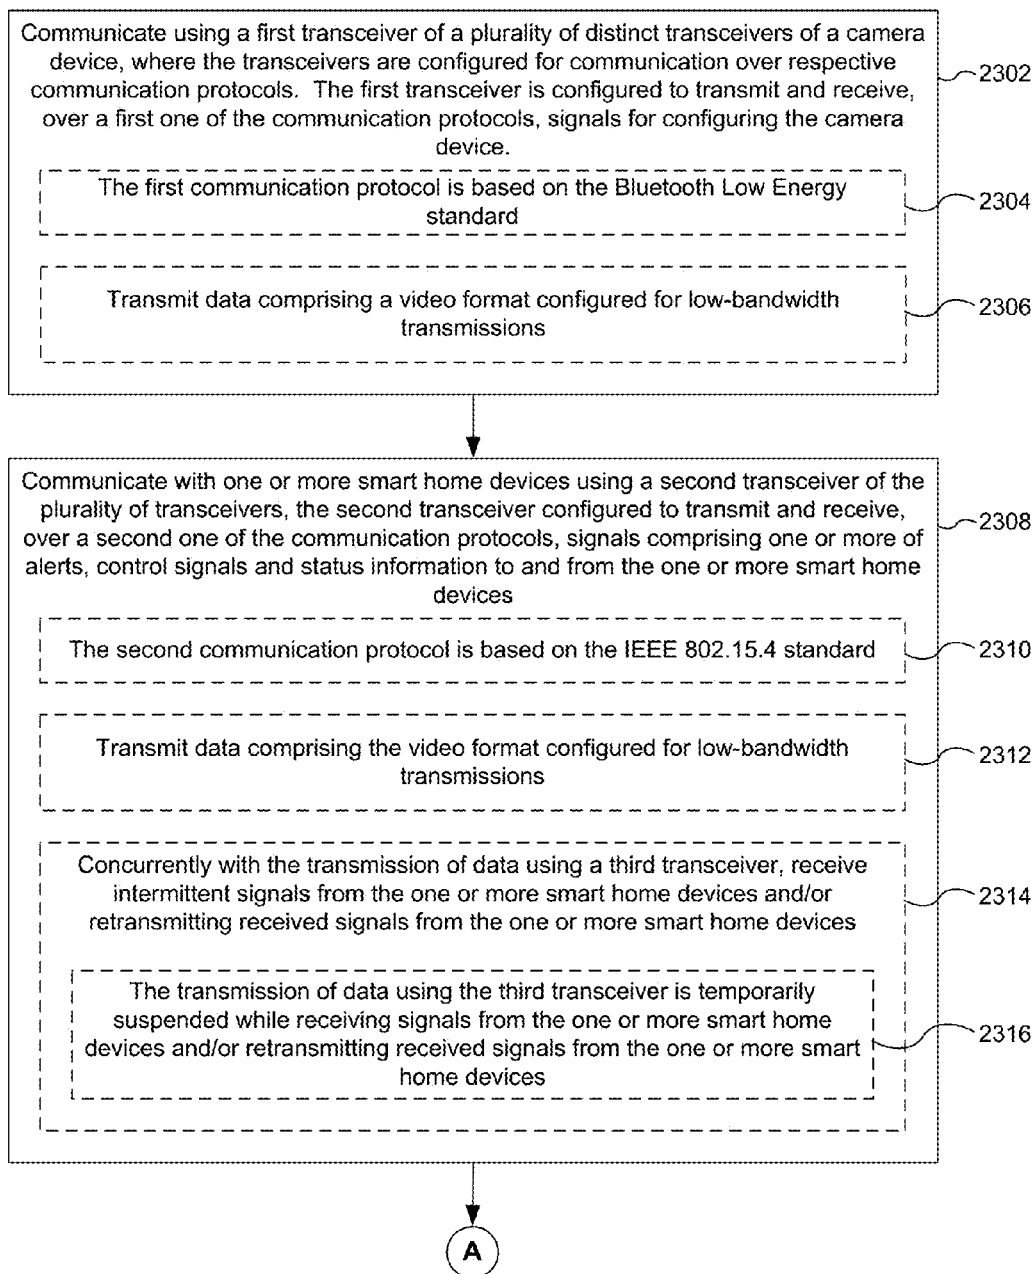 Communicate using a first transceiver of a plurality of distinct transceivers of a camera
device, where the transceivers are configured for communication over respective
communication protocols. The first transceiver is configured to transmit and receive,
over a first one of the communication protocols, signals for configuring the camera
device.
2302
The first communication protocol is based on the Bluetooth Low Energy
standard
2304
Transmit data comprising a video format configured for low-bandwidth
transmissions
2306
Communicate with one or more smart home devices using a second transceiver of the
plurality of transceivers, the second transceiver configured to transmit and receive,
over a second one of the communication protocols, signals comprising one or more of
alerts, control signals and status information to and from the one or more smart home
devices
2308
The second communication protocol is based on the IEEE 802.15.4 standard
2310
Transmit data comprising the video format configured for low-bandwidth
transmissions
2312
Concurrently with the transmission of data using a third transceiver, receive
intermittent signals from the one or more smart home devices and/or
retransmitting received signals from the one or more smart home devices
2314
The transmission of data using the third transceiver is temporarily
suspended while receiving signals from the one or more smart home
devices and/or retransmitting received signals from the one or more smart
home devices
2316
A